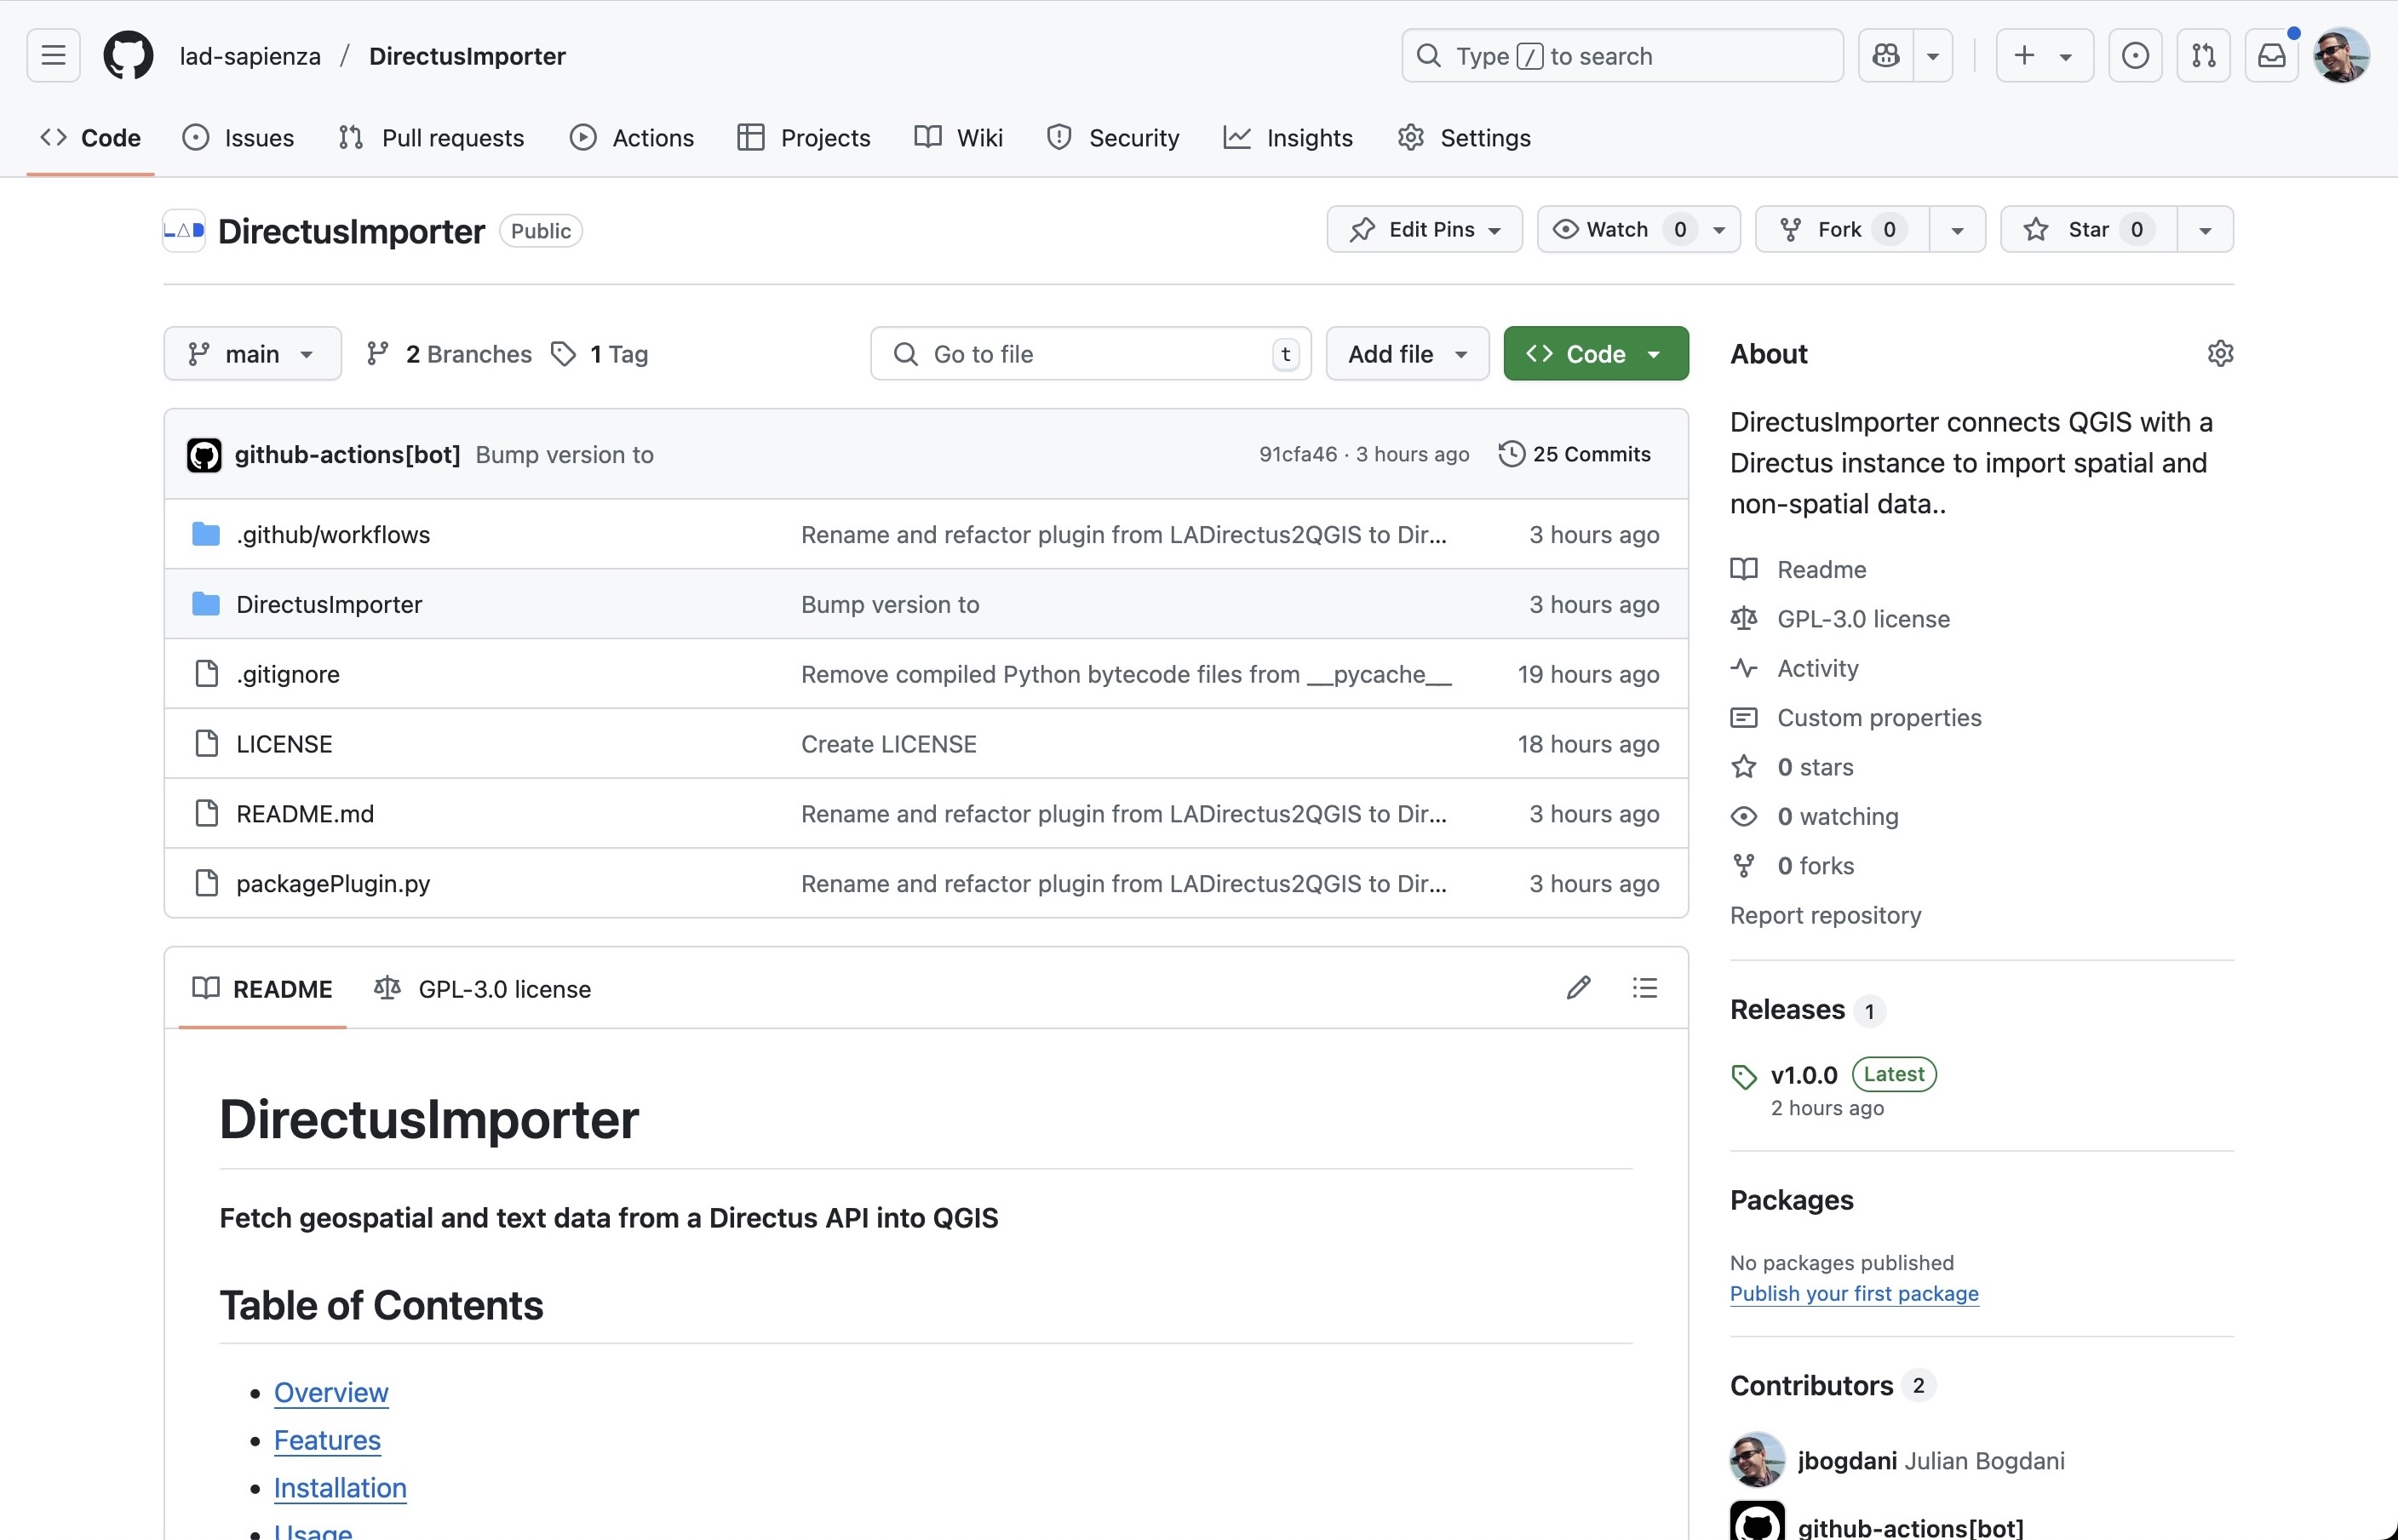 lad-sapienza / DirectusImporter
Type / to search
Code Issues Pull requests Actions Projects Wiki Security Insights Settings
LAD DirectusImporter Public
Edit Pins Watch 0 Fork 0 Star 0
main 2 Branches 1 Tag
Go to file t
Add file
Code
github-actions[bot] Bump version to 91cfa46 · 3 hours ago 25 Commits
.github/workflows Rename and refactor plugin from LADirectus2QGIS to Dir... 3 hours ago
DirectusImporter Bump version to 3 hours ago
.gitignore Remove compiled Python bytecode files from __pycache__ 19 hours ago
LICENSE Create LICENSE 18 hours ago
README.md Rename and refactor plugin from LADirectus2QGIS to Dir... 3 hours ago
packagePlugin.py Rename and refactor plugin from LADirectus2QGIS to Dir... 3 hours ago
README GPL-3.0 license
DirectusImporter
Fetch geospatial and text data from a Directus API into QGIS
Table of Contents
Overview
Features
Installation
Usage
About
DirectusImporter connects QGIS with a
Directus instance to import spatial and
non-spatial data..
Readme
GPL-3.0 license
Activity
Custom properties
0 stars
0 watching
0 forks
Report repository
Releases 1
v1.0.0 Latest
2 hours ago
Packages
No packages published
Publish your first package
Contributors 2
jbogdani Julian Bogdani
github-actions[bot]